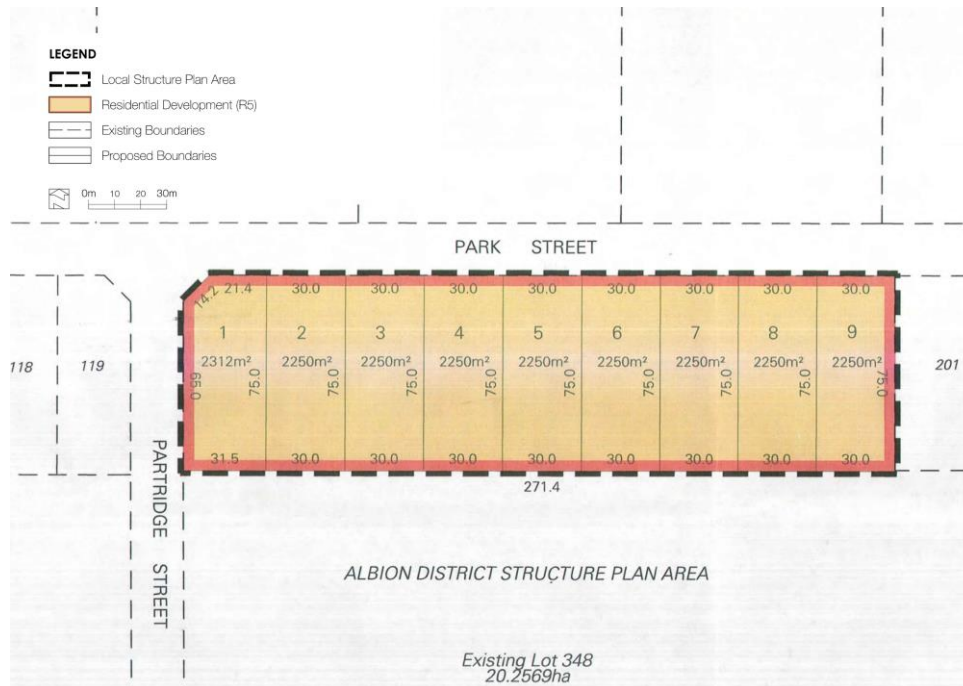 LEGEND
Local Structure Plan Area
Residential Development (R5)
Existing Boundaries
Proposed Boundaries
0m 10 20 30m
PARK STREET
14.2 21.4 30.0 30.0 30.0 30.0 30.0 30.0 30.0 30.0
1 2 3 4 5 6 7 8 9
118 119 2312m² 2250m² 2250m² 2250m² 2250m² 2250m² 2250m² 2250m² 2250m² 201
66.0 75.0 75.0 75.0 75.0 75.0 75.0 75.0 75.0 75.0
31.5 30.0 30.0 30.0 30.0 30.0 30.0 30.0 30.0
271.4
PARTRIDGE STREET
ALBION DISTRICT STRUCTURE PLAN AREA
Existing Lot 348
20.2569ha